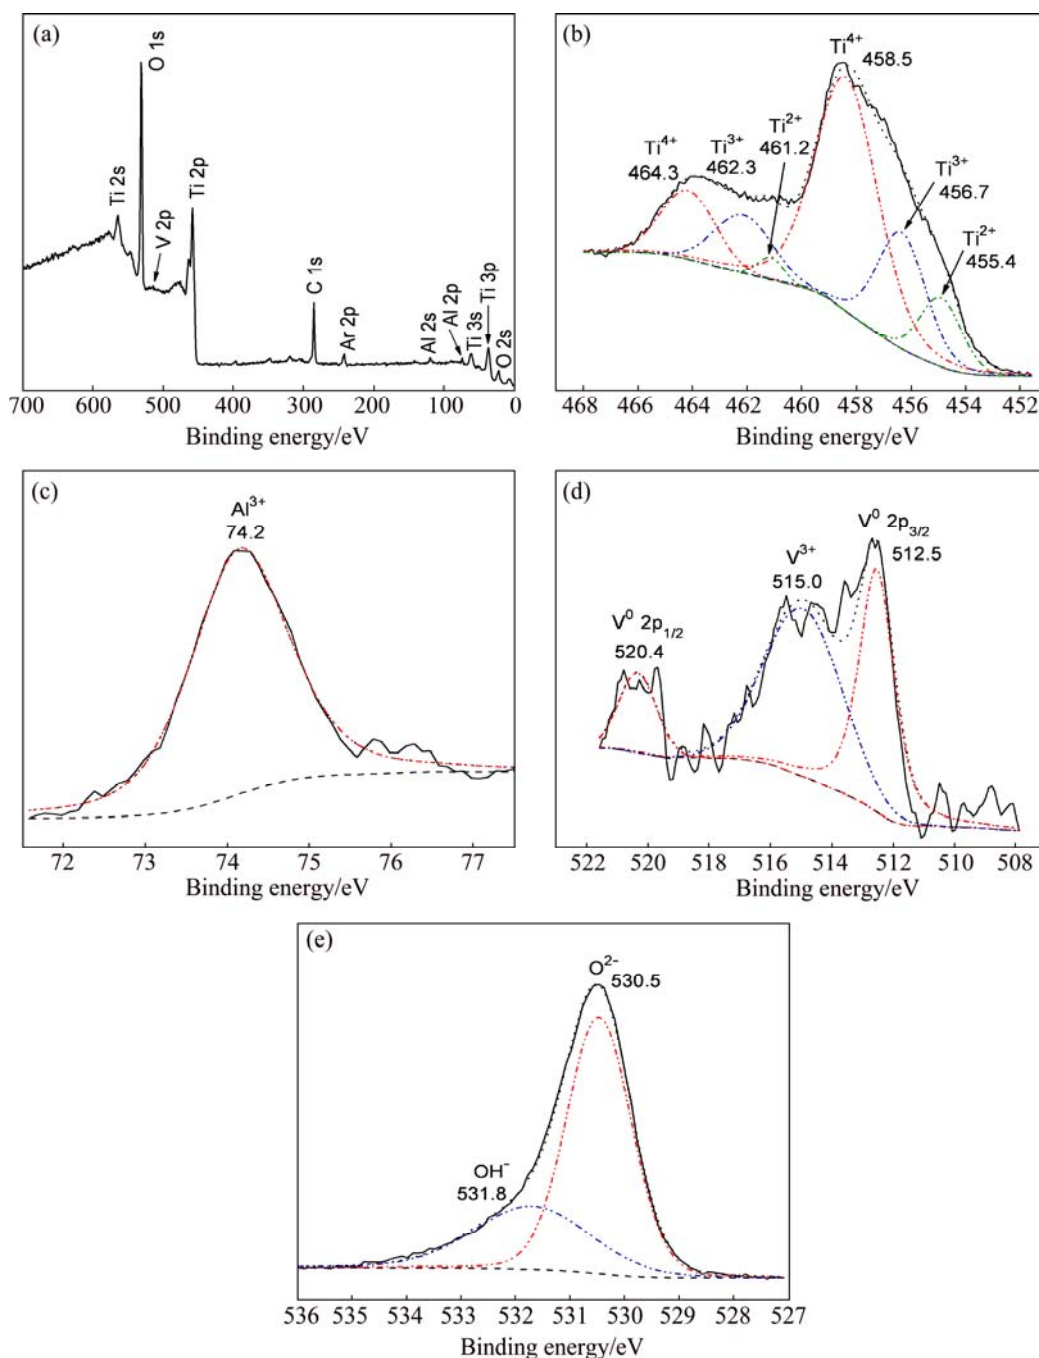 (a)
O 1s
Ti 2s
V 2p
Ti 2p
C 1s
Ar 2p
Al 2s
Al 2p
Ti 3s
Ti 3p
O 2s
700 600 500 400 300 200 100 0
Binding energy/eV
(b)
Ti⁴⁺
458.5
Ti²⁺
461.2
Ti³⁺
462.3
Ti⁴⁺
464.3
Ti³⁺
456.7
Ti²⁺
455.4
468 466 464 462 460 458 456 454 452
Binding energy/eV
(c)
Al³⁺
74.2
72 73 74 75 76 77
Binding energy/eV
(d)
V⁰ 2p₃/₂
512.5
V³⁺
515.0
V⁰ 2p₁/₂
520.4
522 520 518 516 514 512 510 508
Binding energy/eV
(e)
O²⁻
530.5
OH⁻
531.8
536 535 534 533 532 531 530 529 528 527
Binding energy/eV